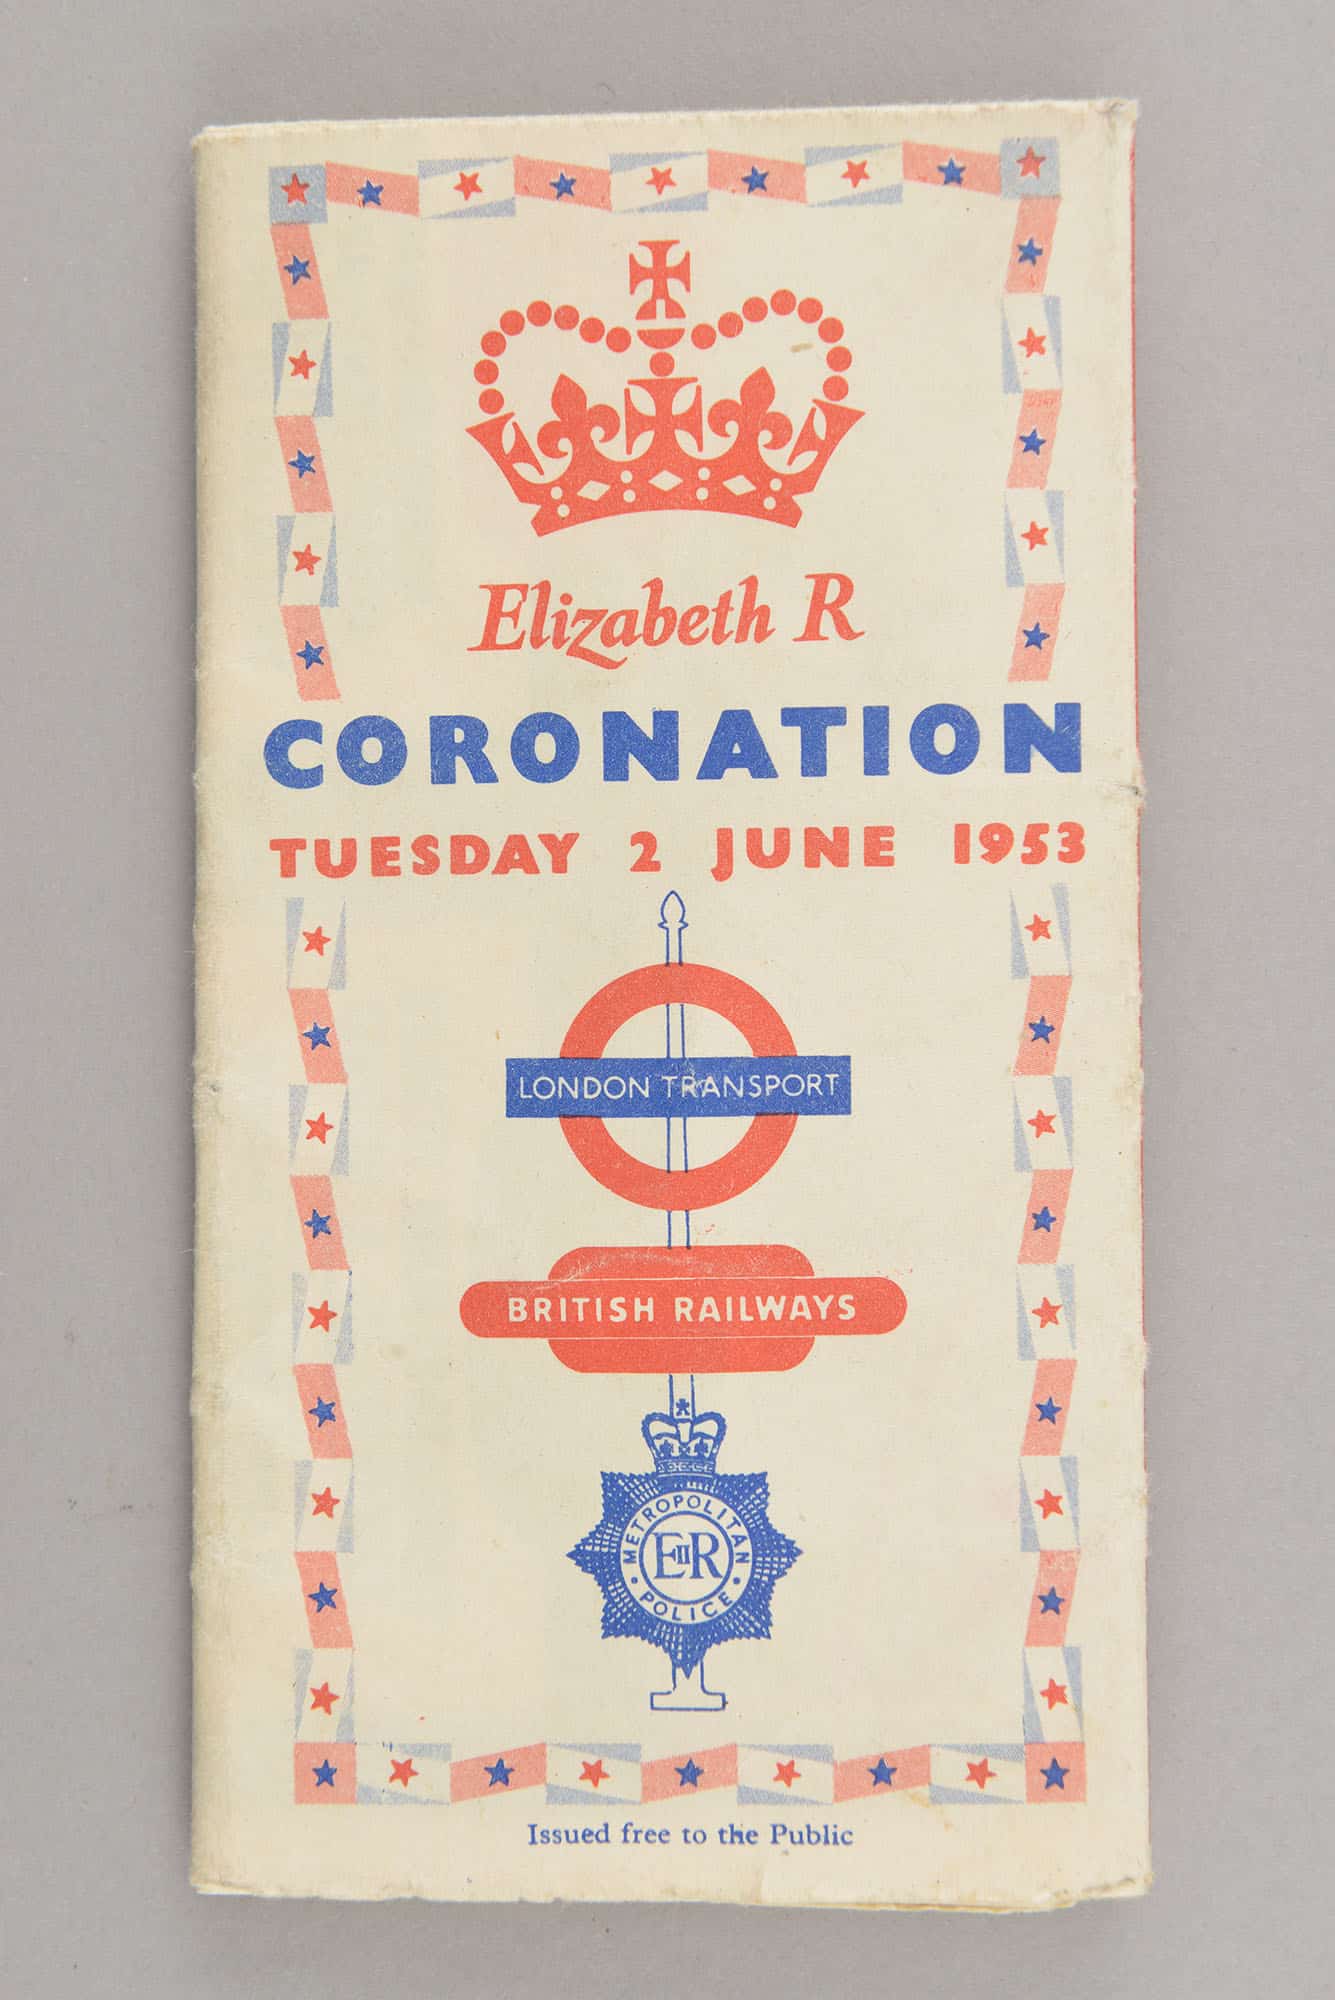 Elizabeth R
CORONATION
TUESDAY 2 JUNE 1953
LONDON TRANSPORT
BRITISH RAILWAYS
METROPOLITAN
EIIR
POLICE
Issued free to the Public